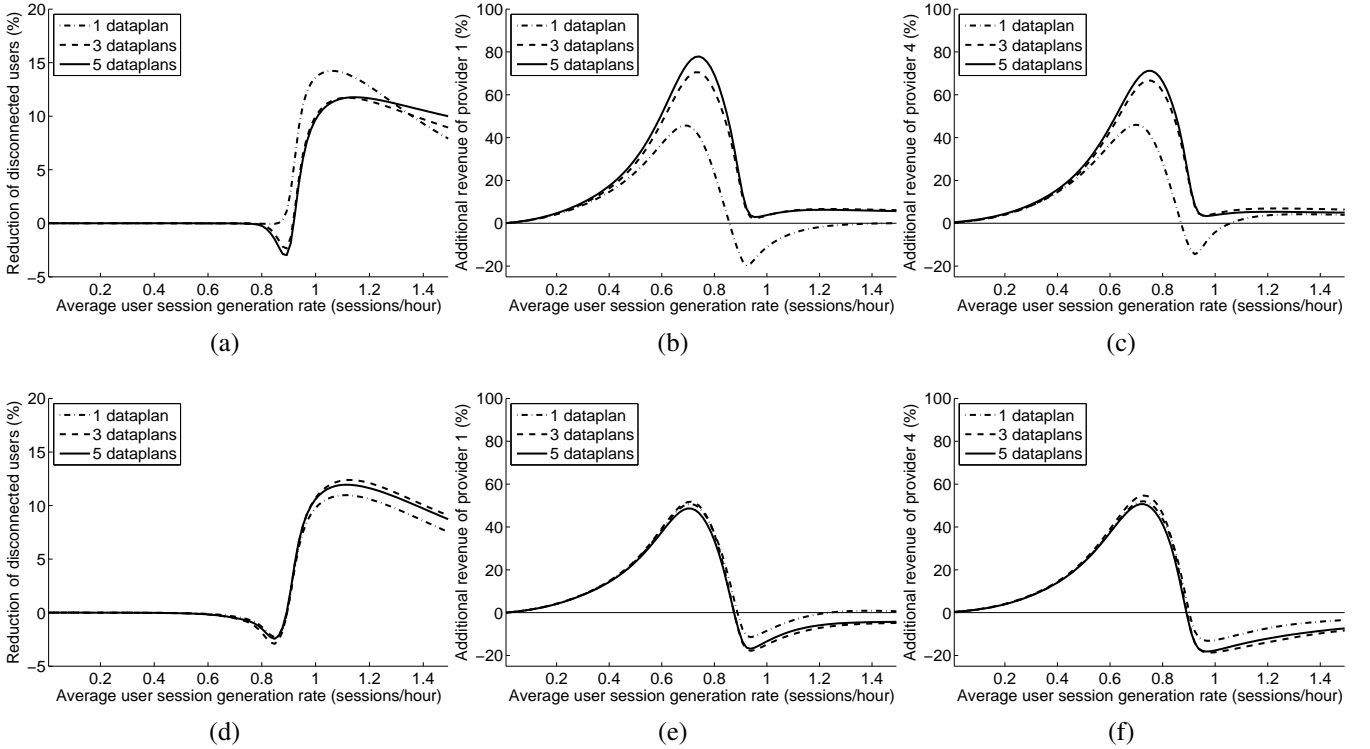 Reduction of disconnected users (%)
20
15
10
5
0
−5
1 dataplan
3 dataplans
5 dataplans
0.2 0.4 0.6 0.8 1 1.2 1.4
Average user session generation rate (sessions/hour)
(a)
Additional revenue of provider 1 (%)
100
80
60
40
20
0
−20
1 dataplan
3 dataplans
5 dataplans
0.2 0.4 0.6 0.8 1 1.2 1.4
Average user session generation rate (sessions/hour)
(b)
Additional revenue of provider 4 (%)
100
80
60
40
20
0
−20
1 dataplan
3 dataplans
5 dataplans
0.2 0.4 0.6 0.8 1 1.2 1.4
Average user session generation rate (sessions/hour)
(c)
Reduction of disconnected users (%)
20
15
10
5
0
−5
1 dataplan
3 dataplans
5 dataplans
0.2 0.4 0.6 0.8 1 1.2 1.4
Average user session generation rate (sessions/hour)
(d)
Additional revenue of provider 1 (%)
100
80
60
40
20
0
−20
1 dataplan
3 dataplans
5 dataplans
0.2 0.4 0.6 0.8 1 1.2 1.4
Average user session generation rate (sessions/hour)
(e)
Additional revenue of provider 4 (%)
100
80
60
40
20
0
−20
1 dataplan
3 dataplans
5 dataplans
0.2 0.4 0.6 0.8 1 1.2 1.4
Average user session generation rate (sessions/hour)
(f)